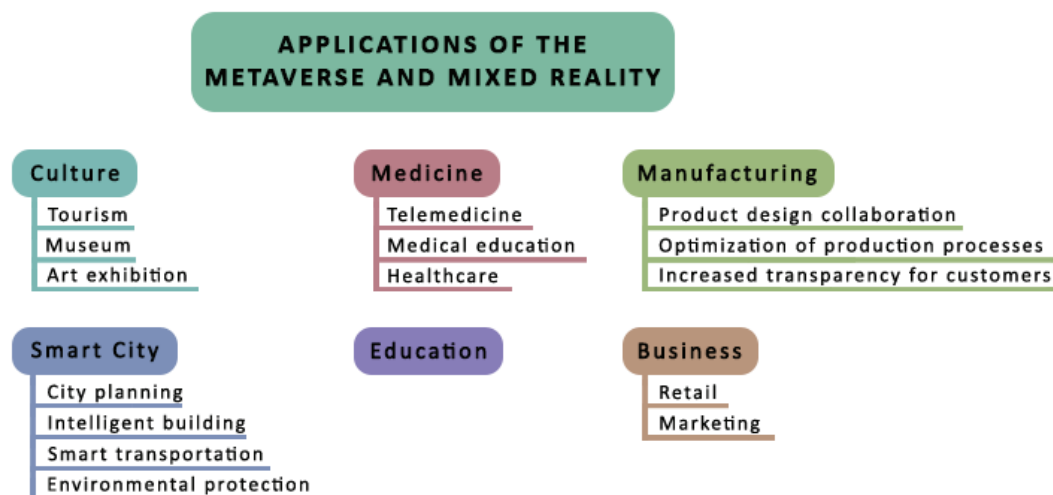 APPLICATIONS OF THE
METAVERSE AND MIXED REALITY
Culture
Tourism
Museum
Art exhibition
Medicine
Telemedicine
Medical education
Healthcare
Manufacturing
Product design collaboration
Optimization of production processes
Increased transparency for customers
Smart City
City planning
Intelligent building
Smart transportation
Environmental protection
Education
Business
Retail
Marketing